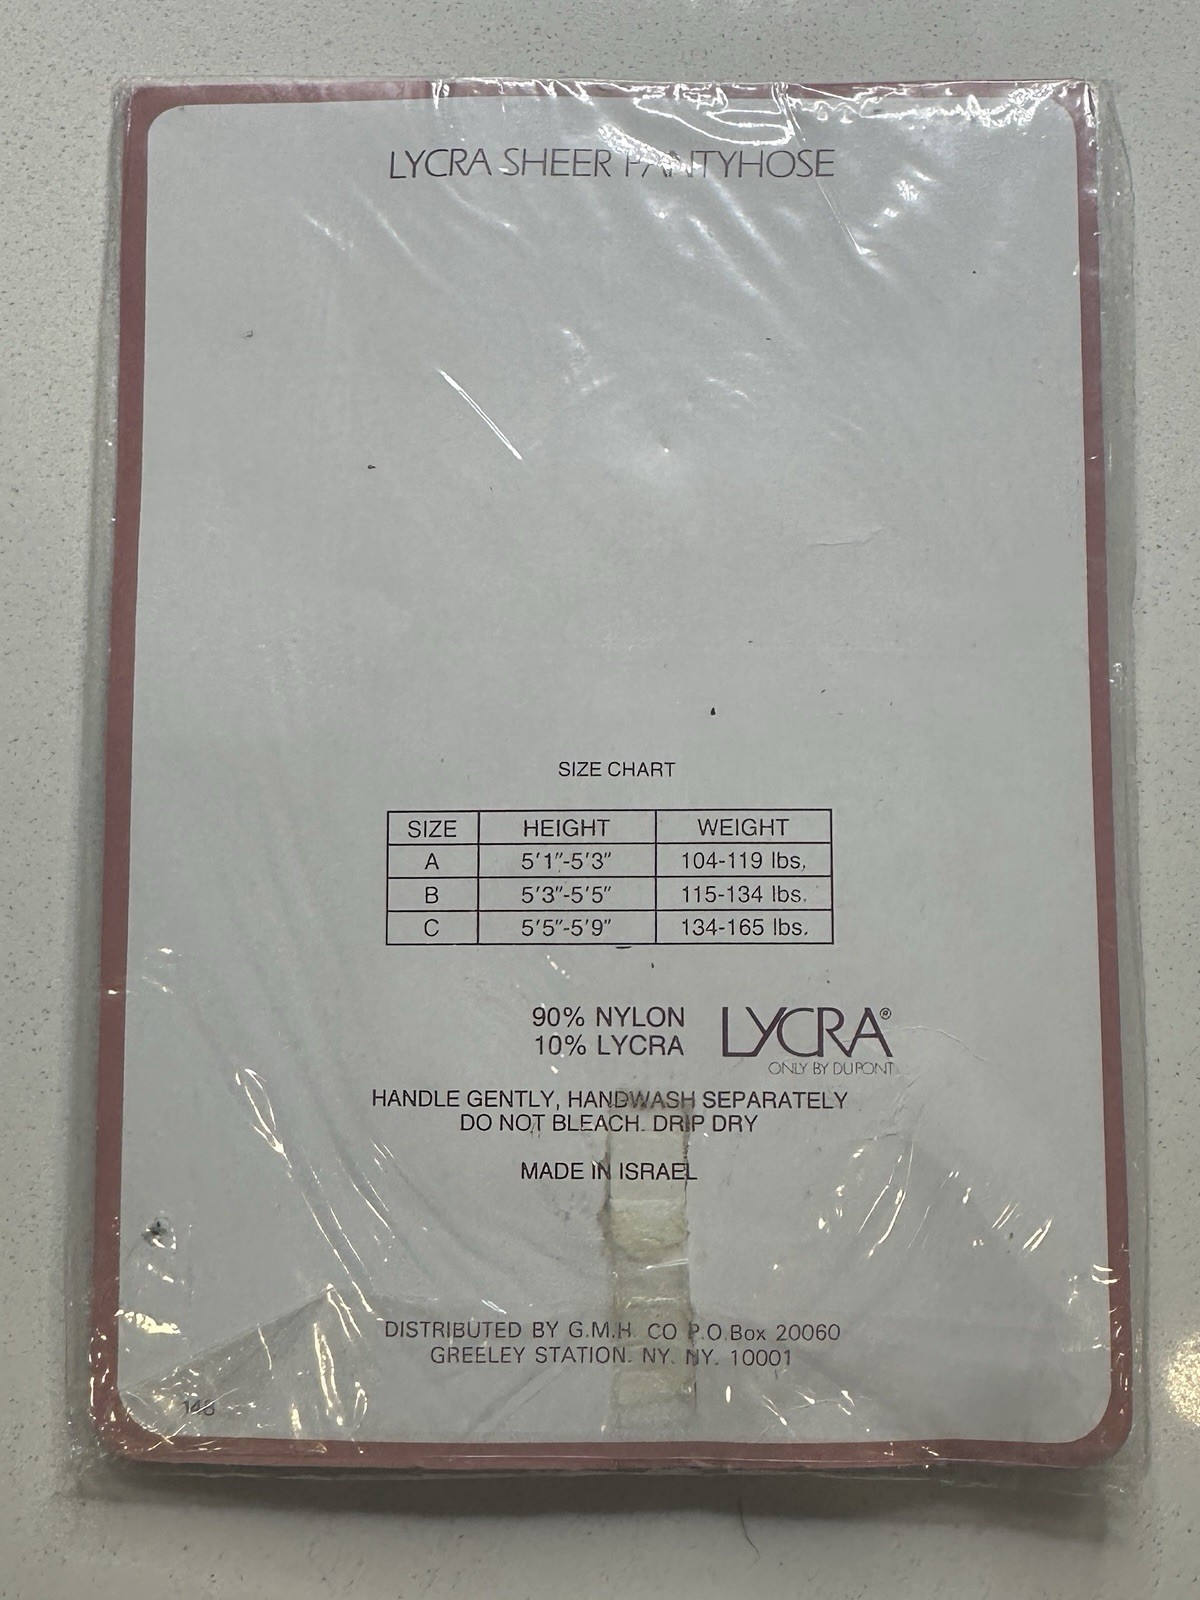 LYCRA SHEER PANTYHOSE
SIZE CHART
SIZE HEIGHT WEIGHT
A 5'1"-5'3" 104-119 lbs.
B 5'3"-5'5" 115-134 lbs.
C 5'5"-5'9" 134-165 lbs.
90% NYLON
10% LYCRA
LYCRA®
ONLY BY DUPONT
HANDLE GENTLY, HANDWASH SEPARATELY
DO NOT BLEACH. DRIP DRY
MADE IN ISRAEL
DISTRIBUTED BY G.M.H. CO P.O.Box 20060
GREELEY STATION. NY. NY. 10001